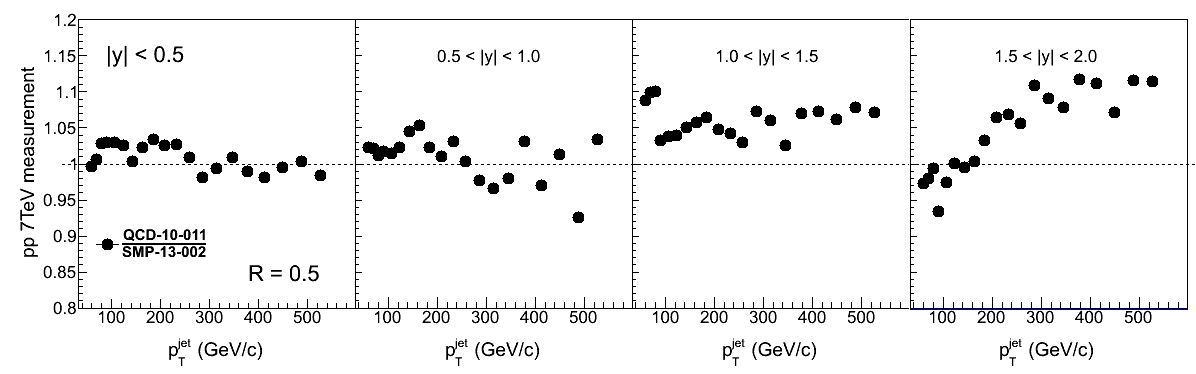 pp 7TeV measurement
1.2
1.15
1.1
1.05
1
0.95
0.9
0.85
0.8
|y| < 0.5
QCD-10-011
SMP-13-002
R = 0.5
100 200 300 400 500
p_T^jet (GeV/c)
0.5 < |y| < 1.0
100 200 300 400 500
p_T^jet (GeV/c)
1.0 < |y| < 1.5
100 200 300 400 500
p_T^jet (GeV/c)
1.5 < |y| < 2.0
100 200 300 400 500
p_T^jet (GeV/c)